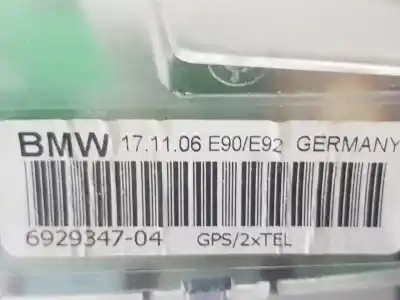 BMW 17.11.06 E90/E92 GERMANY
6929347-04 GPS/2xTEL